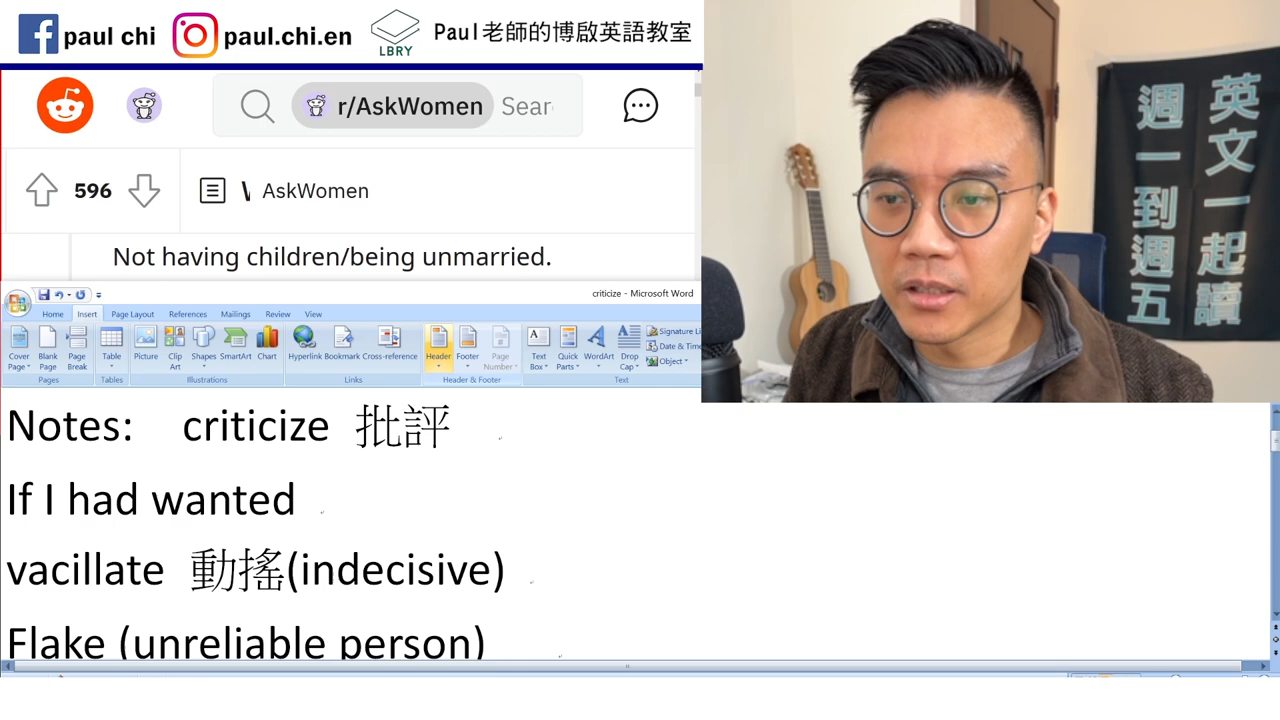 paul chi
paul.chi.en
LBRY
Paul老師的博啟英語教室
r/AskWomen
Sear
596
AskWomen
Not having children/being unmarried.
criticize - Microsoft Word
Home Insert Page Layout References Mailings Review View
Cover Page Blank Page Page Break Table Picture Clip Art Shapes SmartArt Chart Hyperlink Bookmark Cross-reference Header Footer Page Number Text Box Quick Parts WordArt Drop Cap
Signature Li
Date & Time
Object
Pages Tables Illustrations Links Header & Footer Text
Notes: criticize 批評
If I had wanted
vacillate 動搖(indecisive)
Flake (unreliable person)
英文一起讀
週一到週五